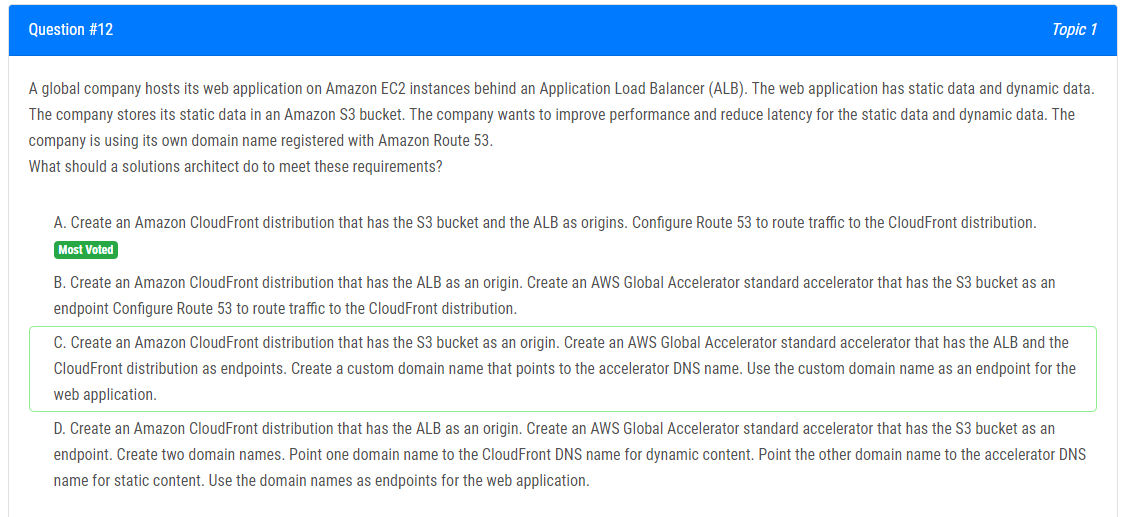 Question #12
Topic 1
A global company hosts its web application on Amazon EC2 instances behind an Application Load Balancer (ALB). The web application has static data and dynamic data.
The company stores its static data in an Amazon S3 bucket. The company wants to improve performance and reduce latency for the static data and dynamic data. The
company is using its own domain name registered with Amazon Route 53.
What should a solutions architect do to meet these requirements?
A. Create an Amazon CloudFront distribution that has the S3 bucket and the ALB as origins. Configure Route 53 to route traffic to the CloudFront distribution.
Most Voted
B. Create an Amazon CloudFront distribution that has the ALB as an origin. Create an AWS Global Accelerator standard accelerator that has the S3 bucket as an
endpoint Configure Route 53 to route traffic to the CloudFront distribution.
C. Create an Amazon CloudFront distribution that has the S3 bucket as an origin. Create an AWS Global Accelerator standard accelerator that has the ALB and the
CloudFront distribution as endpoints. Create a custom domain name that points to the accelerator DNS name. Use the custom domain name as an endpoint for the
web application.
D. Create an Amazon CloudFront distribution that has the ALB as an origin. Create an AWS Global Accelerator standard accelerator that has the S3 bucket as an
endpoint. Create two domain names. Point one domain name to the CloudFront DNS name for dynamic content. Point the other domain name to the accelerator DNS
name for static content. Use the domain names as endpoints for the web application.